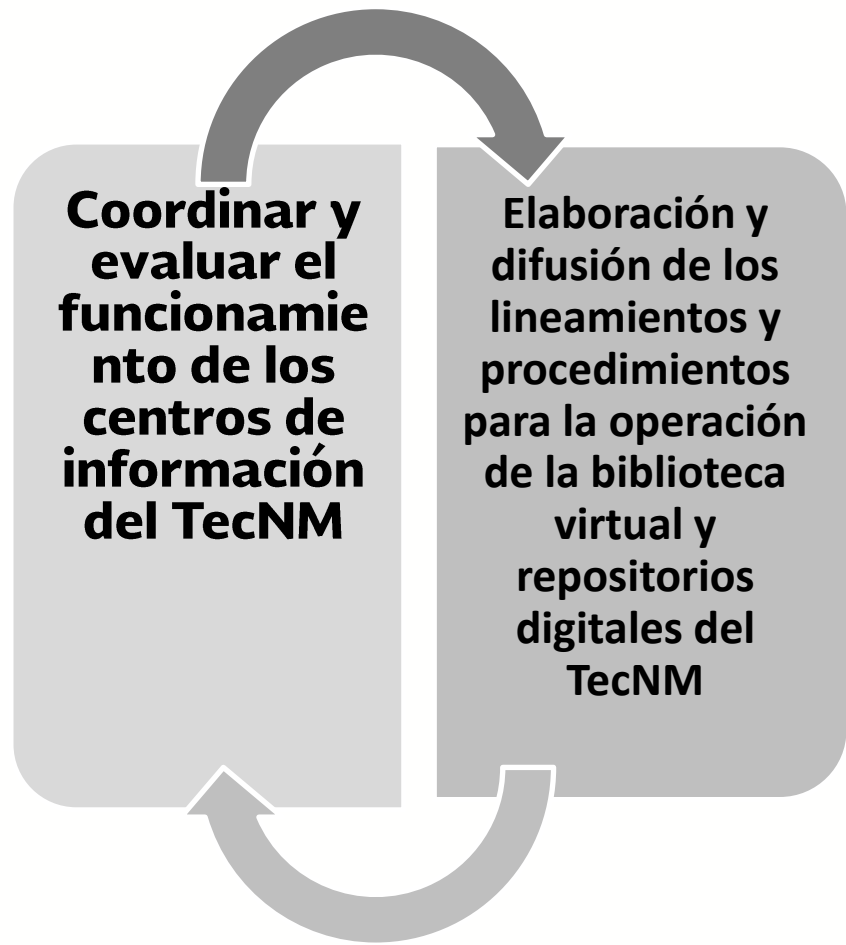 Coordinar y
evaluar el
funcionamie
nto de los
centros de
información
del TecNM
Elaboración y
difusión de los
lineamientos y
procedimientos
para la operación
de la biblioteca
virtual y
repositorios
digitales del
TecNM